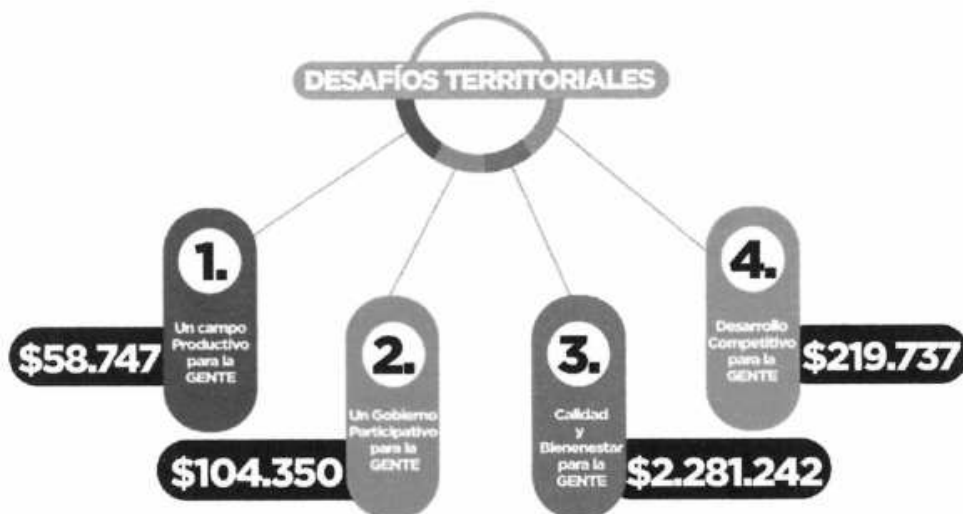 DESAFÍOS TERRITORIALES
1.
Un campo
Productivo
para la
GENTE
$58.747
2.
Un Gobierno
Participativo
para la
GENTE
$104.350
3.
Calidad
y
Bienenestar
para la
GENTE
$2.281.242
4.
Desarrollo
Competitivo
para la
GENTE
$219.737